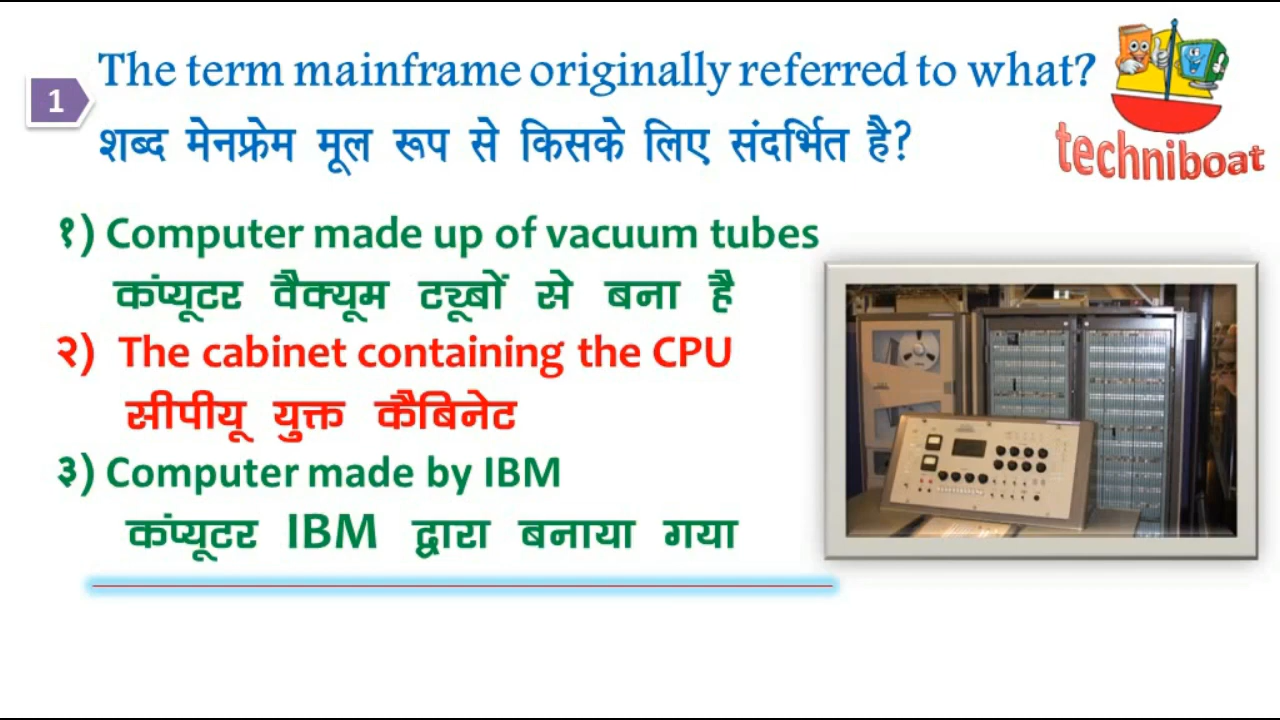 1
The term mainframe originally referred to what?
शब्द मेनफ्रेम मूल रूप से किसके लिए संदर्भित है?
techniboat
१) Computer made up of vacuum tubes
कंप्यूटर वैक्यूम ट्यूबों से बना है
२) The cabinet containing the CPU
सीपीयू युक्त कैबिनेट
३) Computer made by IBM
कंप्यूटर IBM द्वारा बनाया गया